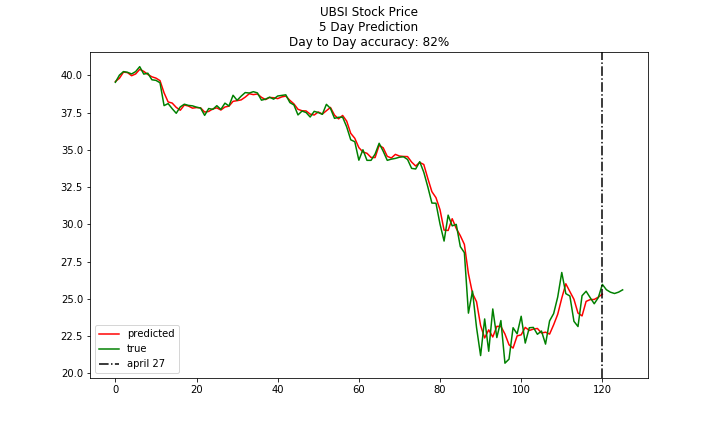 UBSI Stock Price
5 Day Prediction
Day to Day accuracy: 82%
40.0
37.5
35.0
32.5
30.0
27.5
25.0
22.5
20.0
predicted
true
april 27
0 20 40 60 80 100 120